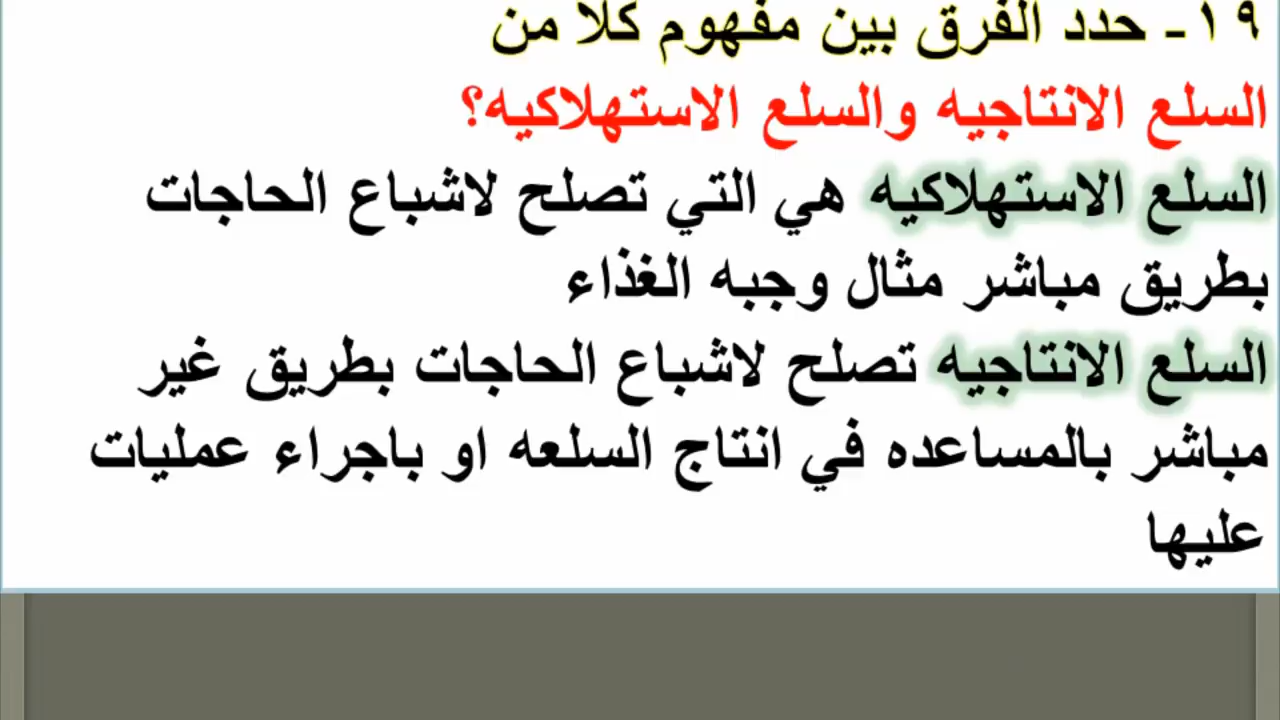 ١٩- حدد الفرق بين مفهوم كلا من
السلع الانتاجيه والسلع الاستهلاكيه؟
السلع الاستهلاكيه هي التي تصلح لاشباع الحاجات
بطريق مباشر مثال وجبه الغذاء
السلع الانتاجيه تصلح لاشباع الحاجات بطريق غير
مباشر بالمساعده في انتاج السلعه او باجراء عمليات
عليها